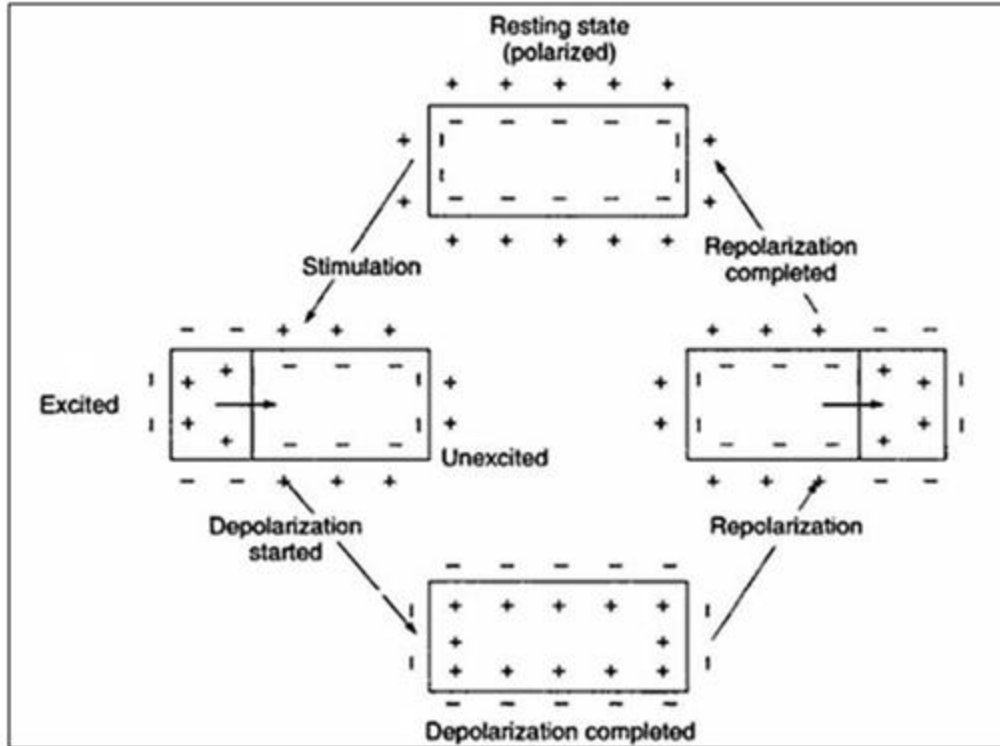 Resting state
(polarized)
Stimulation
Repolarization
completed
Excited
Unexcited
Depolarization
started
Repolarization
Depolarization completed